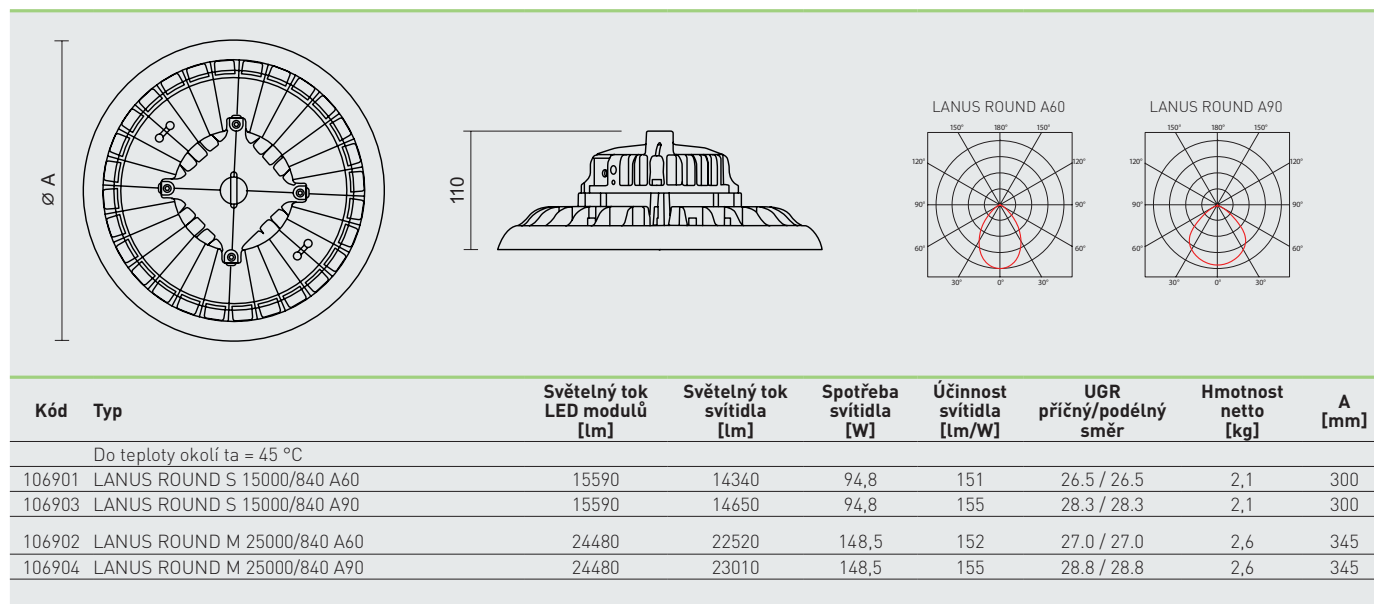 Ø A
110
LANUS ROUND A60
150° 180° 150°
120° 120°
90° 90°
60° 60°
30° 0° 30°
LANUS ROUND A90
150° 180° 150°
120° 120°
90° 90°
60° 60°
30° 0° 30°
Kód Typ Světelný tok LED modulů [lm] Světelný tok svítidla [lm] Spotřeba svítidla [W] Účinnost svítidla [lm/W] UGR příčný/podélný směr Hmotnost netto [kg] A [mm]
Do teploty okolí ta = 45 °C
106901 LANUS ROUND S 15000/840 A60 15590 14340 94,8 151 26.5 / 26.5 2,1 300
106903 LANUS ROUND S 15000/840 A90 15590 14650 94,8 155 28.3 / 28.3 2,1 300
106902 LANUS ROUND M 25000/840 A60 24480 22520 148,5 152 27.0 / 27.0 2,6 345
106904 LANUS ROUND M 25000/840 A90 24480 23010 148,5 155 28.8 / 28.8 2,6 345